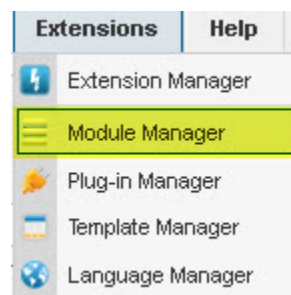 Extensions Help
Extension Manager
Module Manager
Plug-in Manager
Template Manager
Language Manager